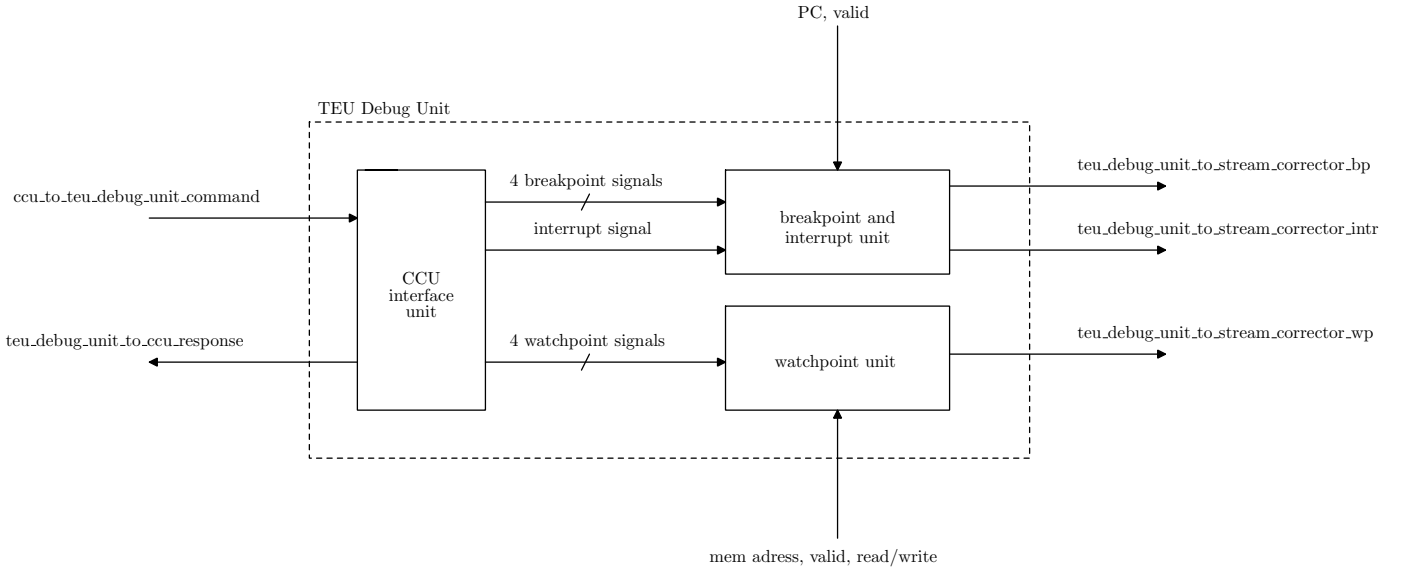 PC, valid
TEU Debug Unit
ccu_to_teu_debug_unit_command
4 breakpoint signals
teu_debug_unit_to_stream_corrector_bp
interrupt signal
breakpoint and
interrupt unit
teu_debug_unit_to_stream_corrector_intr
CCU
interface
unit
teu_debug_unit_to_ccu_response
4 watchpoint signals
watchpoint unit
teu_debug_unit_to_stream_corrector_wp
mem adress, valid, read/write